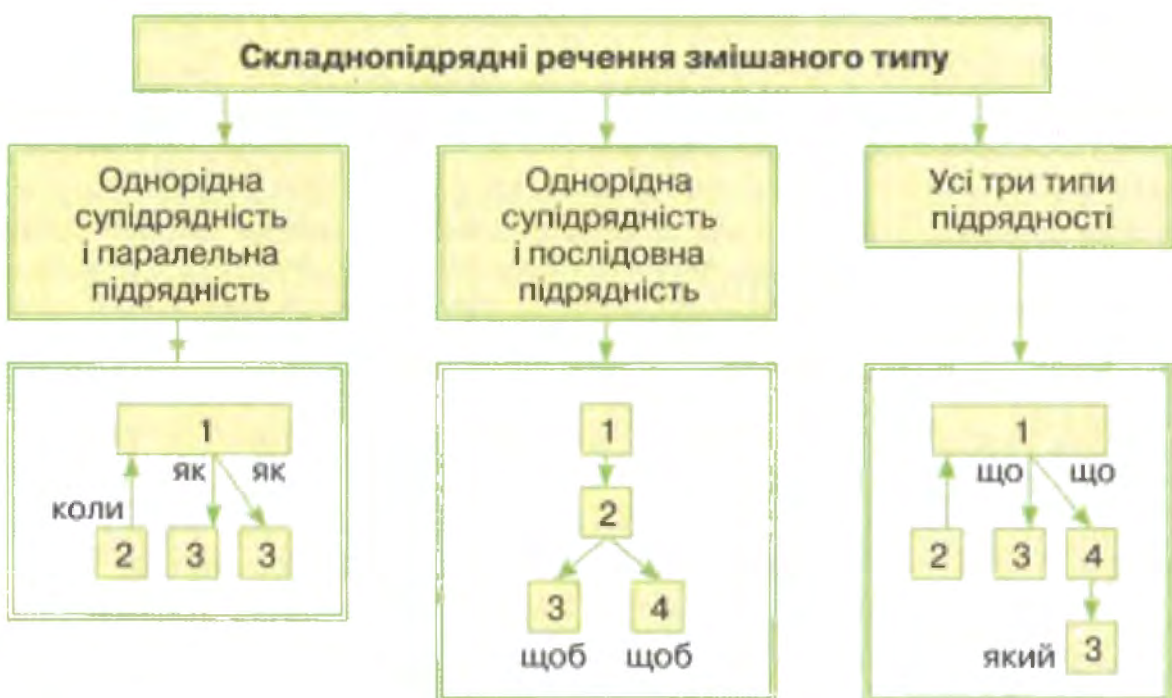 Складнопідрядні речення змішаного типу
Однорідна
супідрядність
і паралельна
підрядність
Однорідна
супідрядність
і послідовна
підрядність
Усі три типи
підрядності
1
як як
коли
2 3 3
1
2
3 4
щоб щоб
1
що що
2 3 4
який 3